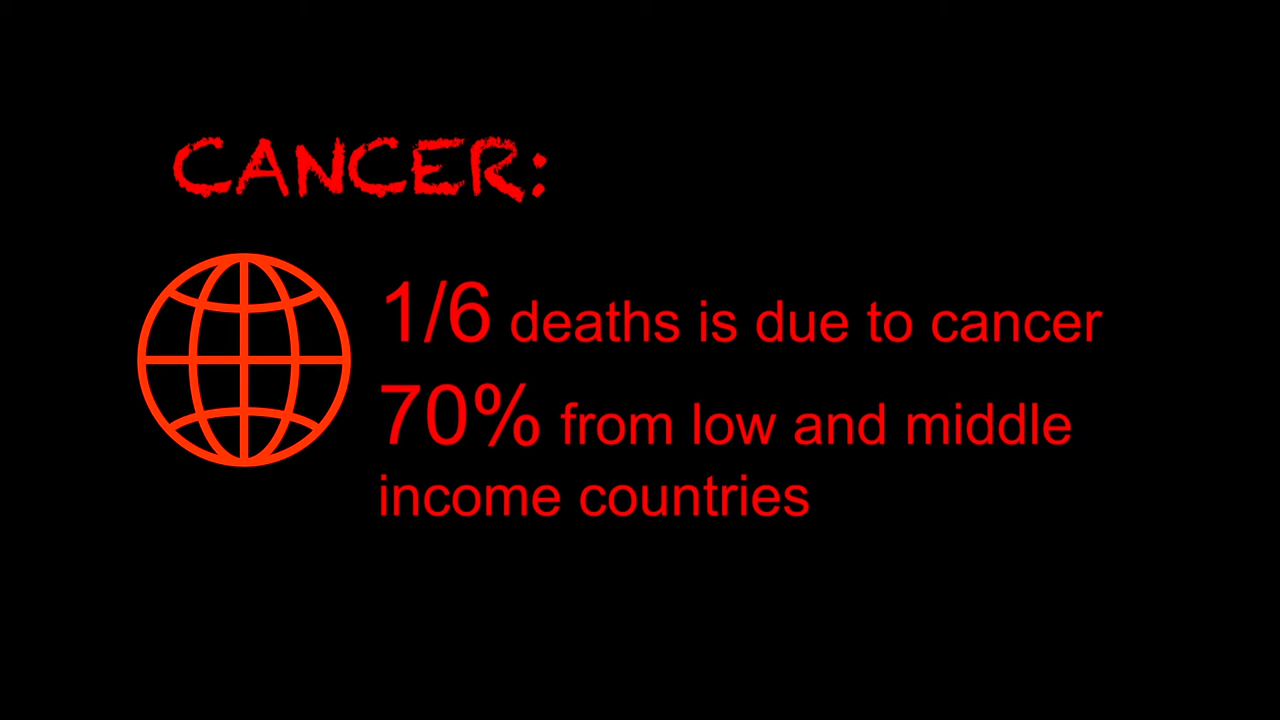 CANCER:
1/6 deaths is due to cancer
70% from low and middle
income countries